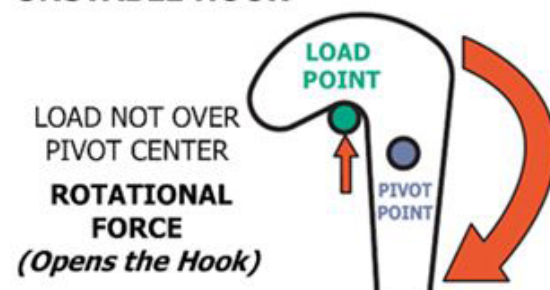 LOAD
POINT
LOAD NOT OVER
PIVOT CENTER
ROTATIONAL
FORCE
(Opens the Hook)
PIVOT
POINT